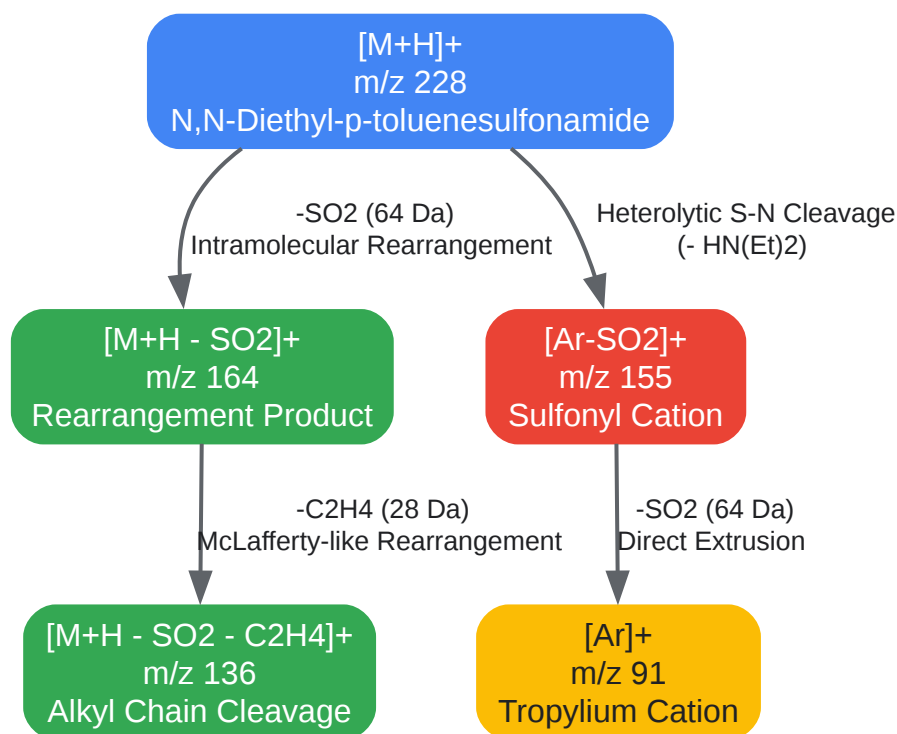 [M+H]+
m/z 228
N,N-Diethyl-p-toluenesulfonamide
-SO2 (64 Da)
Intramolecular Rearrangement
Heterolytic S-N Cleavage
(- HN(Et)2)
[M+H - SO2]+
m/z 164
Rearrangement Product
[Ar-SO2]+
m/z 155
Sulfonyl Cation
-C2H4 (28 Da)
McLafferty-like Rearrangement
-SO2 (64 Da)
Direct Extrusion
[M+H - SO2 - C2H4]+
m/z 136
Alkyl Chain Cleavage
[Ar]+
m/z 91
Tropylium Cation